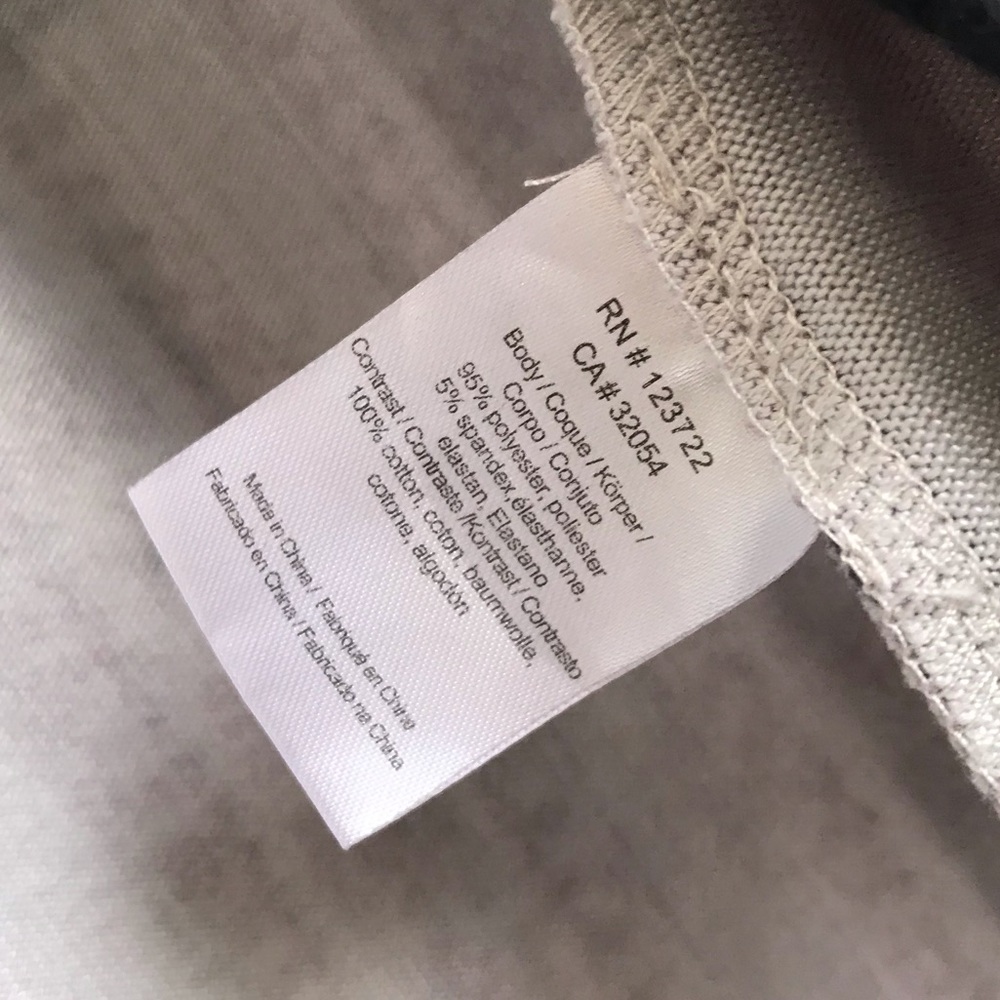 RN # 123722
CA#32054
Body / Coque / Körper /
Corpo / Conjuto
95% polyester, poliester
5% spandex,élasthanne,
elastan, Elastano
Contrast / Contraste /Kontrast / Contrasto
100% cotton, coton, baumwolle,
cotone, algodón
Made in China / Fabriqué en Chine
Fabricado en China / Fabricado na China